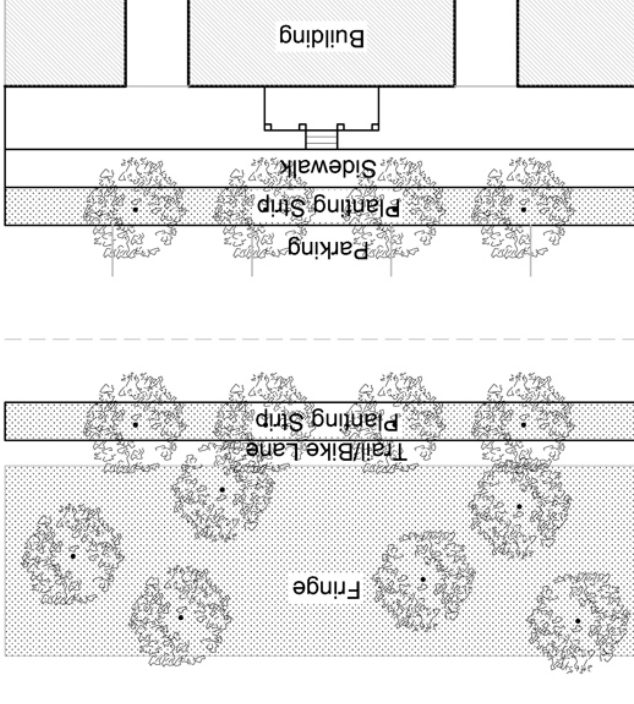 Fringe
Trail/Bike Lane
Planting Strip
Parking
Planting Strip
Sidewalk
Building